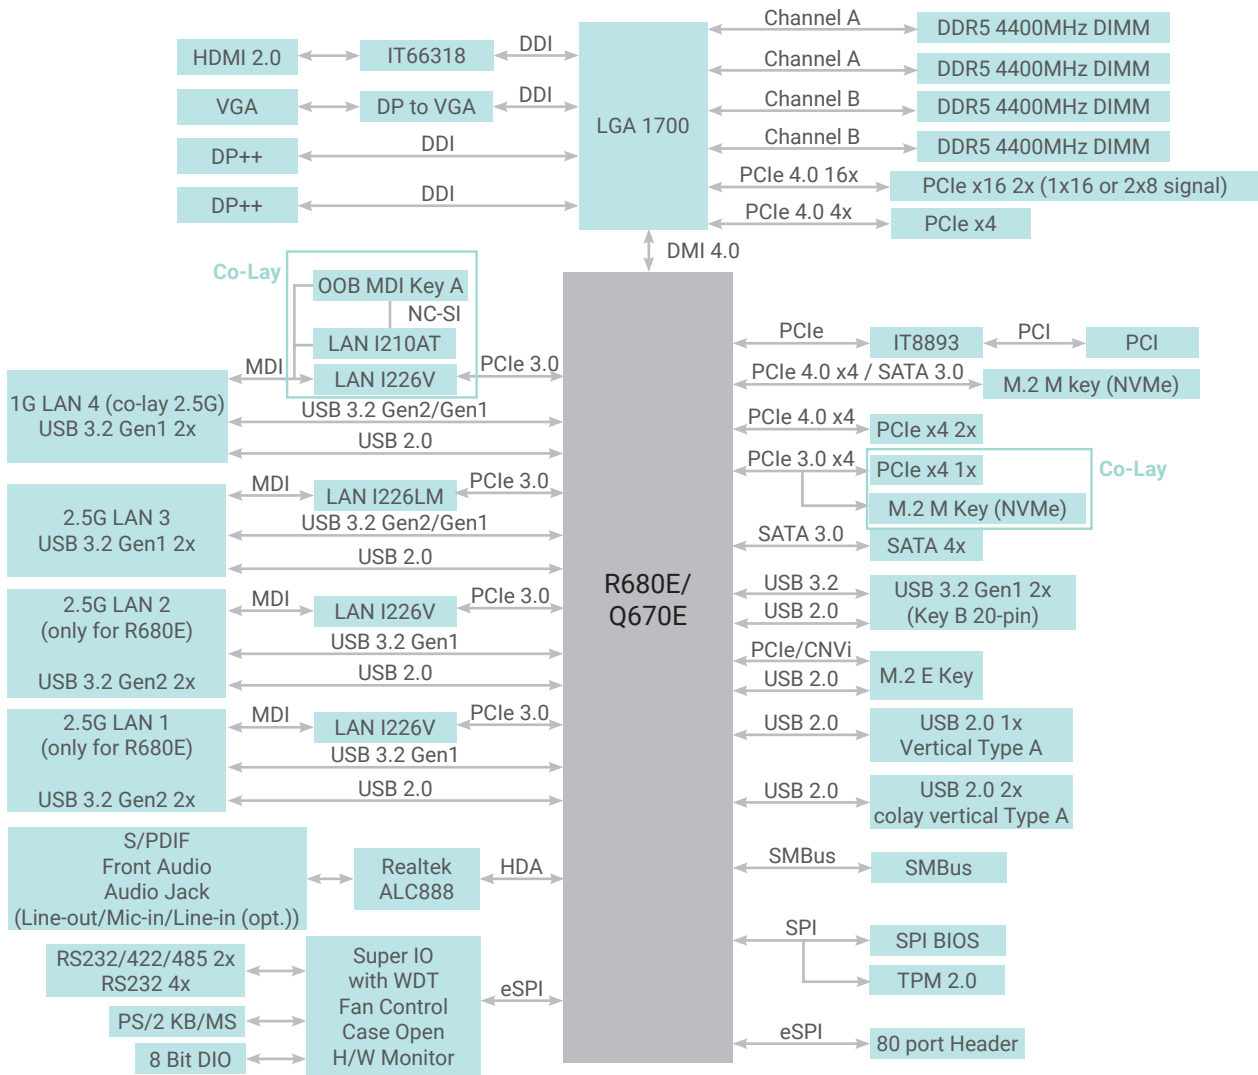 HDMI 2.0
IT66318
DDI
VGA
DP to VGA
DDI
DP++
DDI
DP++
DDI
LGA 1700
Channel A
DDR5 4400MHz DIMM
Channel A
DDR5 4400MHz DIMM
Channel B
DDR5 4400MHz DIMM
Channel B
DDR5 4400MHz DIMM
PCIe 4.0 16x
PCIe x16 2x (1x16 or 2x8 signal)
PCIe 4.0 4x
PCIe x4
DMI 4.0
Co-Lay
OOB MDI Key A
NC-SI
LAN I210AT
MDI
LAN I226V
PCIe 3.0
1G LAN 4 (co-lay 2.5G)
USB 3.2 Gen1 2x
USB 3.2 Gen2/Gen1
USB 2.0
MDI
LAN I226LM
PCIe 3.0
2.5G LAN 3
USB 3.2 Gen1 2x
USB 3.2 Gen2/Gen1
USB 2.0
MDI
LAN I226V
PCIe 3.0
2.5G LAN 2
(only for R680E)
USB 3.2 Gen2 2x
USB 3.2 Gen1
USB 2.0
MDI
LAN I226V
PCIe 3.0
2.5G LAN 1
(only for R680E)
USB 3.2 Gen2 2x
USB 3.2 Gen1
USB 2.0
S/PDIF
Front Audio
Audio Jack
(Line-out/Mic-in/Line-in (opt.))
Realtek
ALC888
HDA
RS232/422/485 2x
RS232 4x
PS/2 KB/MS
8 Bit DIO
Super IO
with WDT
Fan Control
Case Open
H/W Monitor
eSPI
R680E/
Q670E
PCIe
IT8893
PCI
PCI
PCIe 4.0 x4 / SATA 3.0
M.2 M key (NVMe)
PCIe 4.0 x4
PCIe x4 2x
PCIe 3.0 x4
PCIe x4 1x
Co-Lay
M.2 M Key (NVMe)
SATA 3.0
SATA 4x
USB 3.2
USB 2.0
USB 3.2 Gen1 2x
(Key B 20-pin)
PCIe/CNVi
USB 2.0
M.2 E Key
USB 2.0
USB 2.0 1x
Vertical Type A
USB 2.0
USB 2.0 2x
colay vertical Type A
SMBus
SMBus
SPI
SPI BIOS
TPM 2.0
eSPI
80 port Header